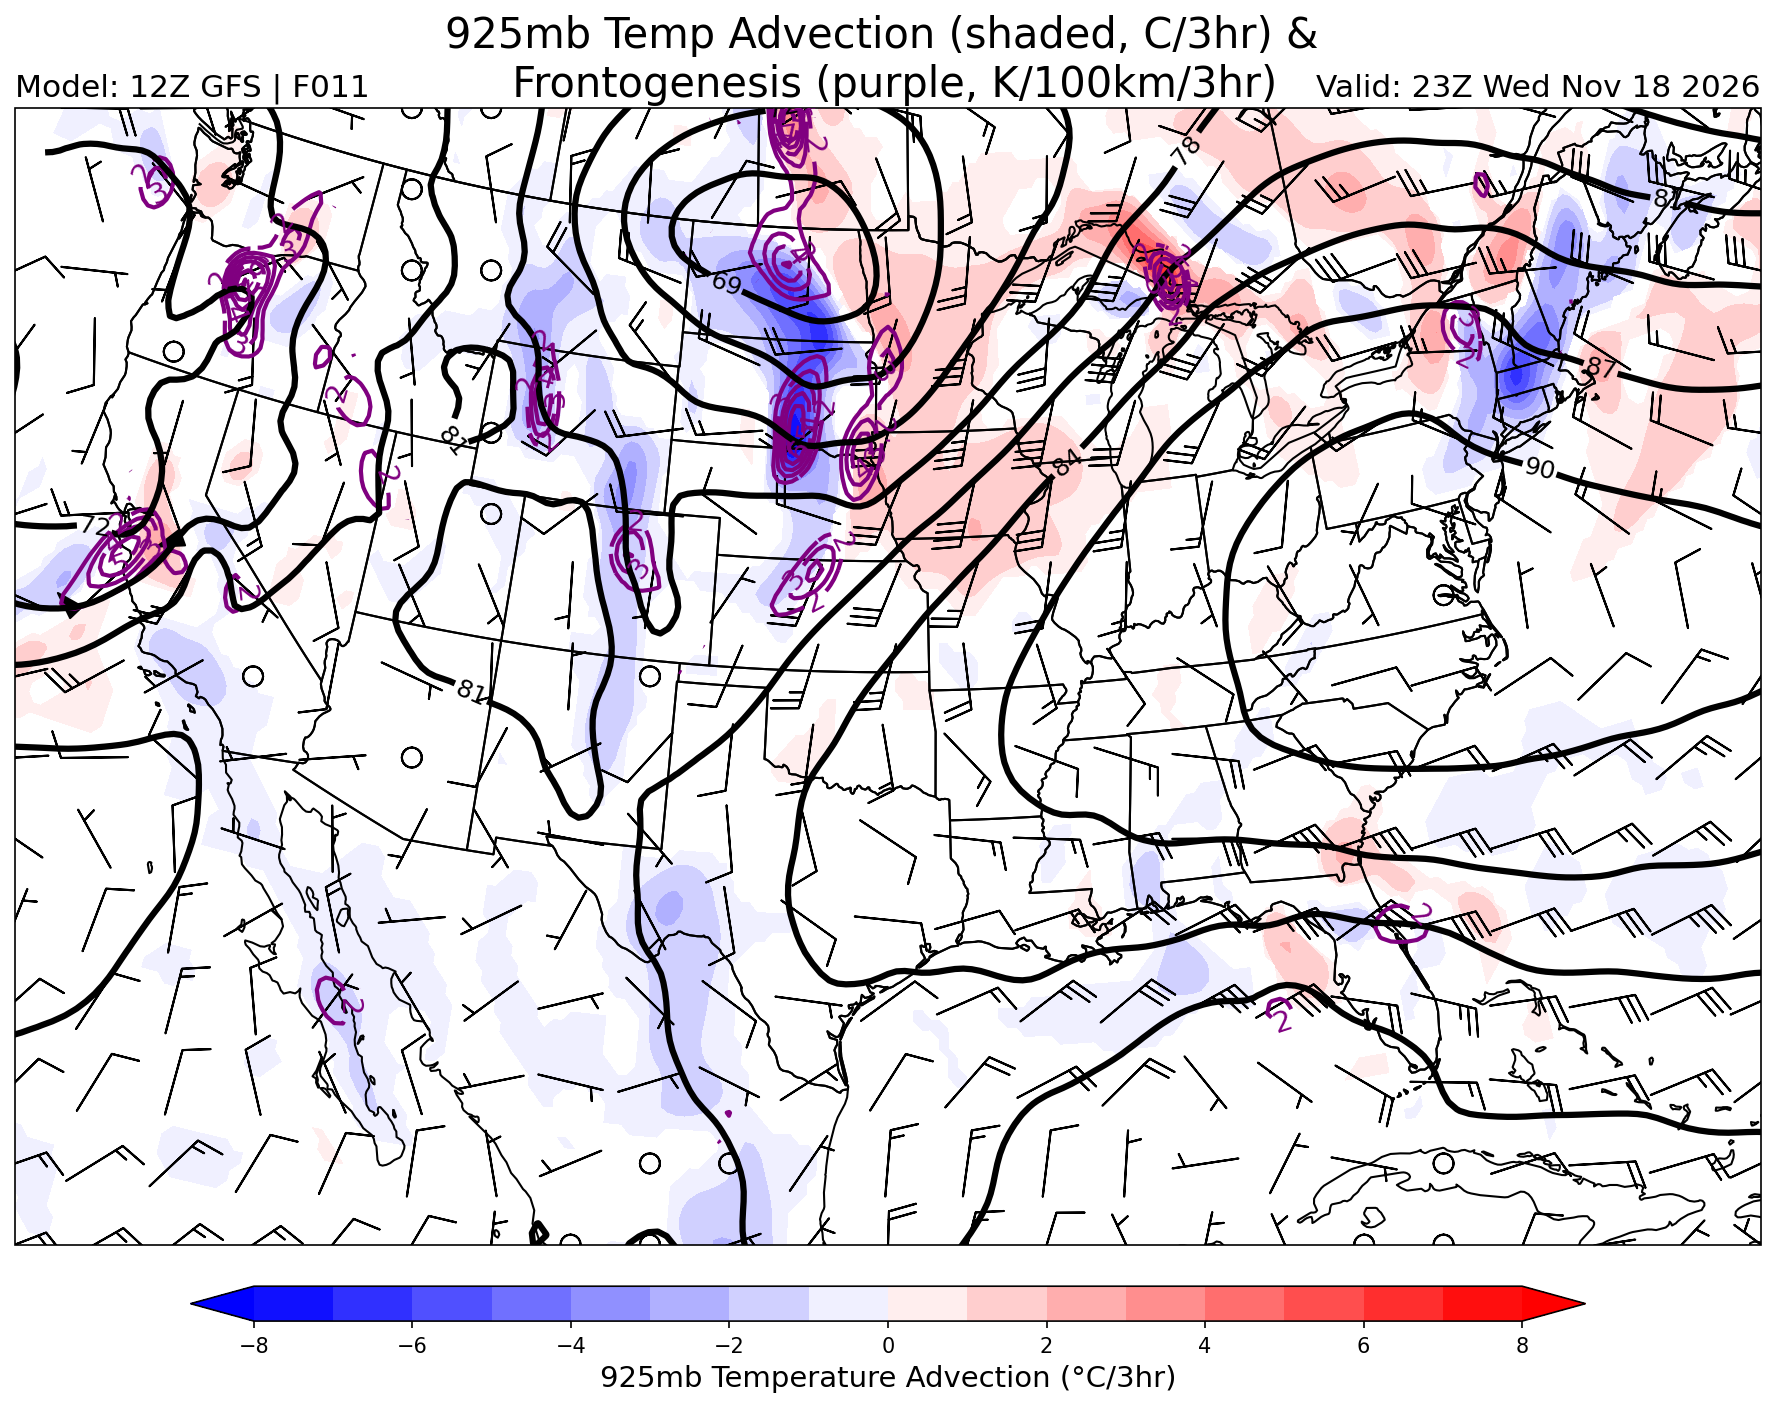 925mb Temp Advection (shaded, C/3hr) &
Frontogenesis (purple, K/100km/3hr)
Model: 12Z GFS | F011
Valid: 23Z Wed Nov 18 2026
78
81
69
87
84
90
72
81
81
−8 −6 −4 −2 0 2 4 6 8
925mb Temperature Advection (°C/3hr)